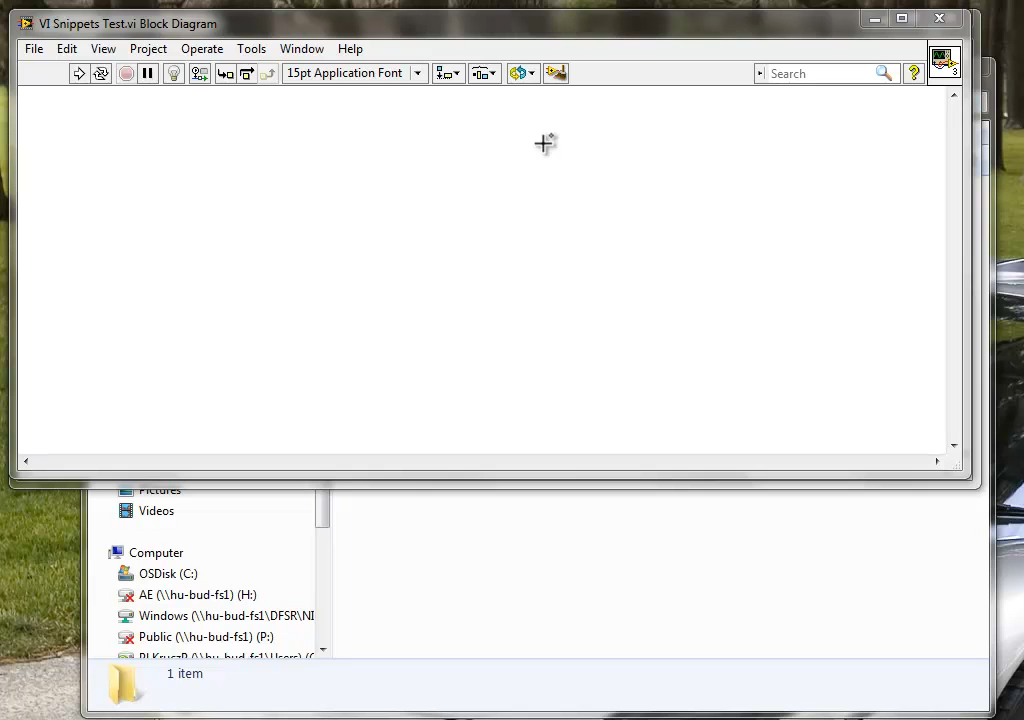 VI Snippets Test.vi Block Diagram
File Edit View Project Operate Tools Window Help
15pt Application Font
Search
?
3
Pictures
Videos
Computer
OSDisk (C:)
AE (\\hu-bud-fs1) (H:)
Windows (\\hu-bud-fs1\DFSR\NI
Public (\\hu-bud-fs1) (P:)
1 item